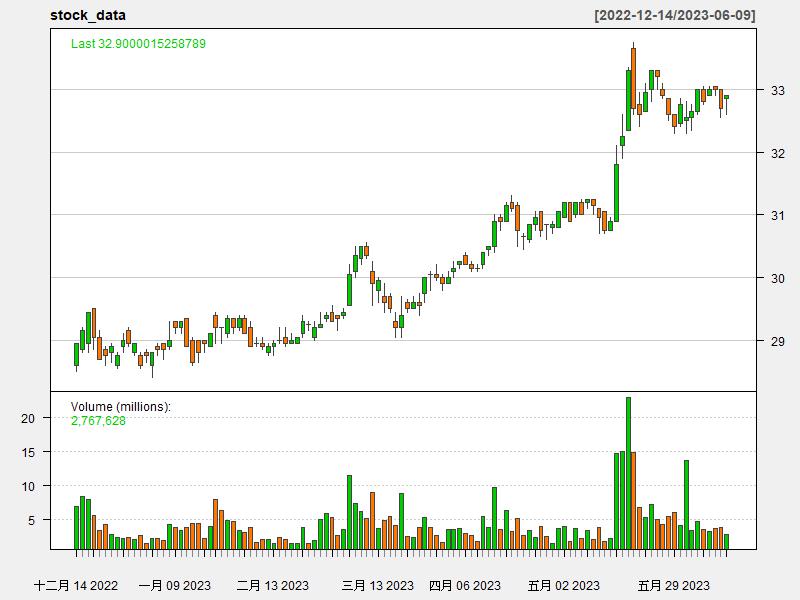 stock_data [2022-12-14/2023-06-09]
Last 32.9000015258789
33
32
31
30
29
Volume (millions):
2,767,628
20
15
10
5
十二月 14 2022 一月 09 2023 二月 13 2023 三月 13 2023 四月 06 2023 五月 02 2023 五月 29 2023